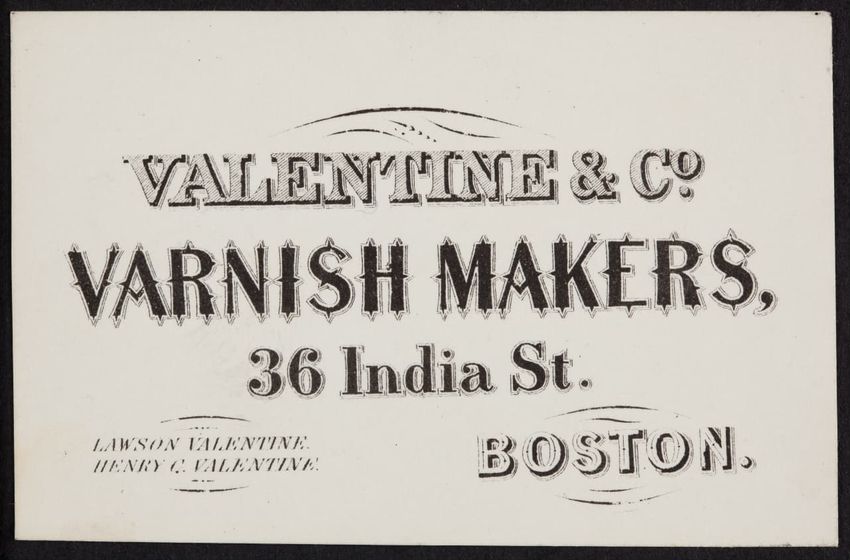 VALENTINE & Co.
VARNISH MAKERS,
36 India St.
LAWSON VALENTINE.
HENRY C. VALENTINE.
BOSTON.